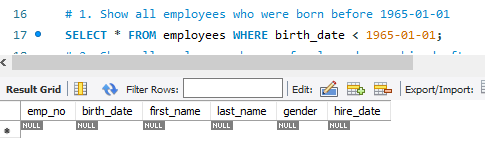 16 # 1. Show all employees who were born before 1965-01-01
17 SELECT * FROM employees WHERE birth_date < 1965-01-01;
Result Grid Filter Rows: Edit: Export/Import:
emp_no birth_date first_name last_name gender hire_date
NULL NULL NULL NULL NULL NULL